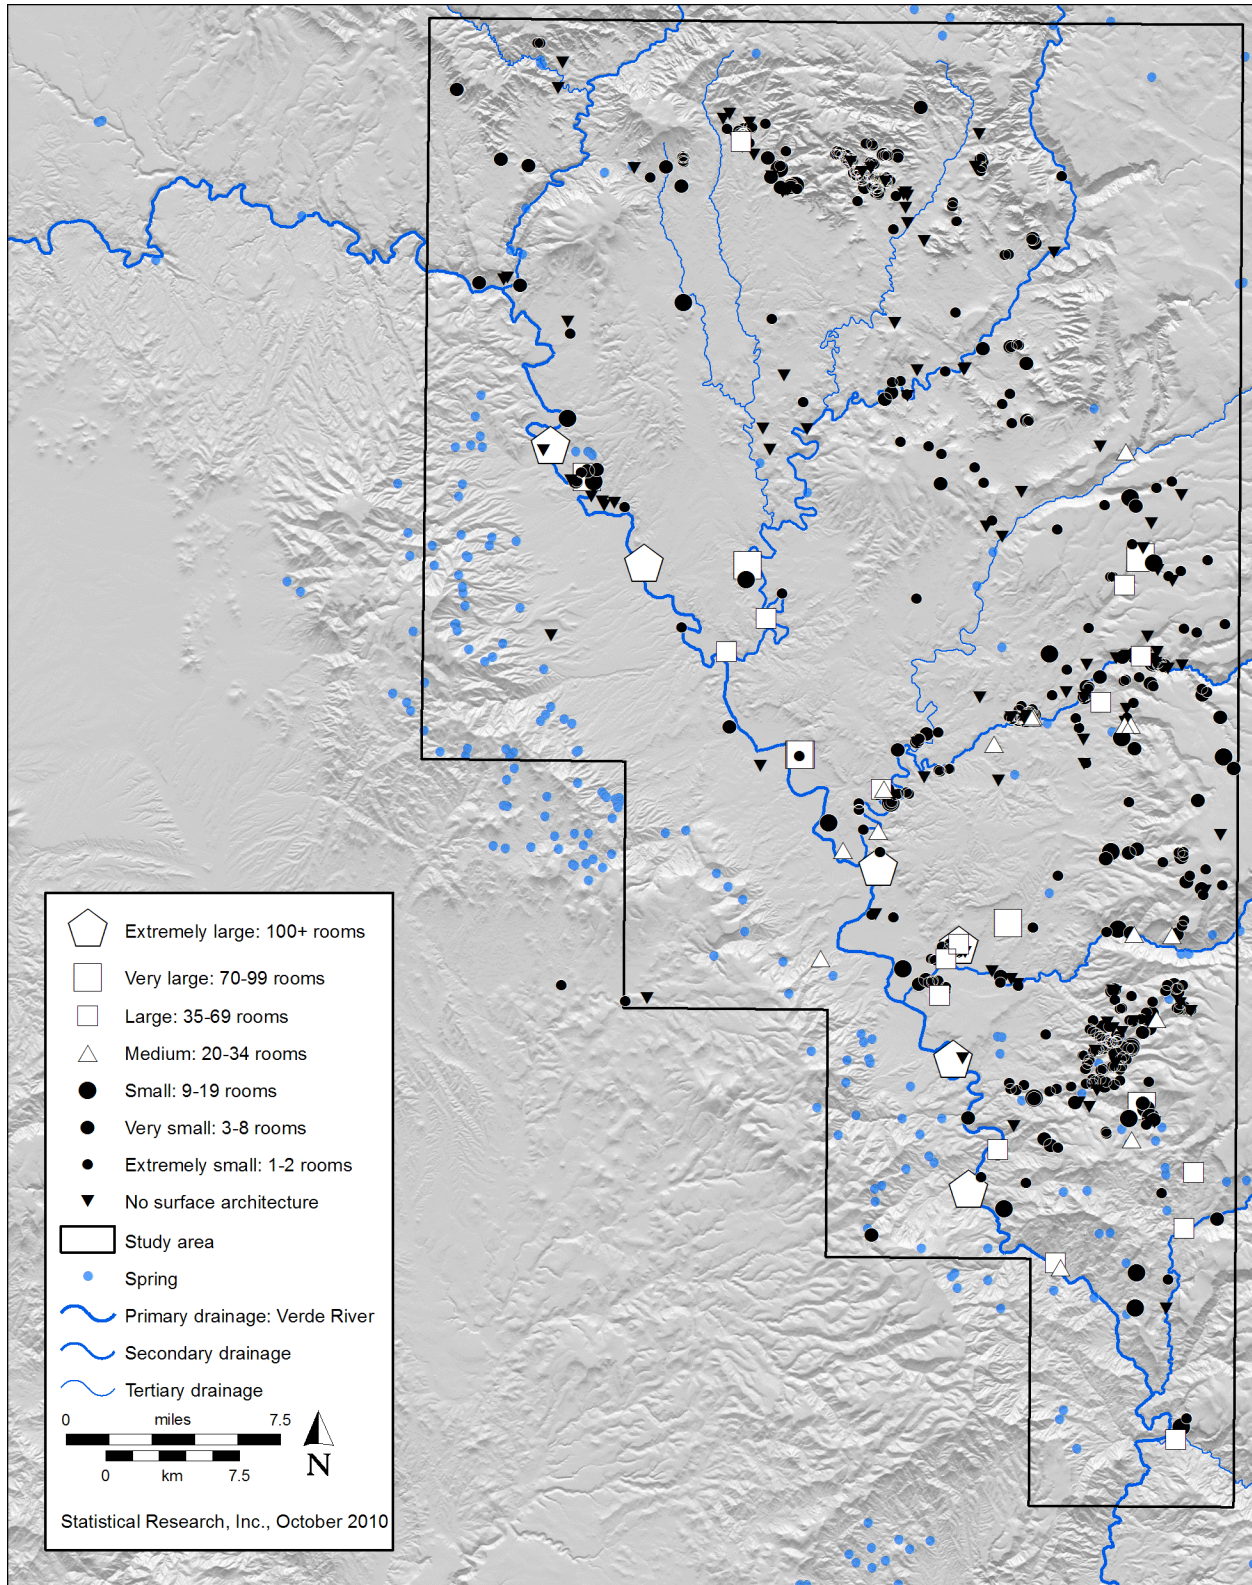 Extremely large: 100+ rooms
Very large: 70-99 rooms
Large: 35-69 rooms
Medium: 20-34 rooms
Small: 9-19 rooms
Very small: 3-8 rooms
Extremely small: 1-2 rooms
No surface architecture
Study area
Spring
Primary drainage: Verde River
Secondary drainage
Tertiary drainage
0 miles 7.5
0 km 7.5
N
Statistical Research, Inc., October 2010